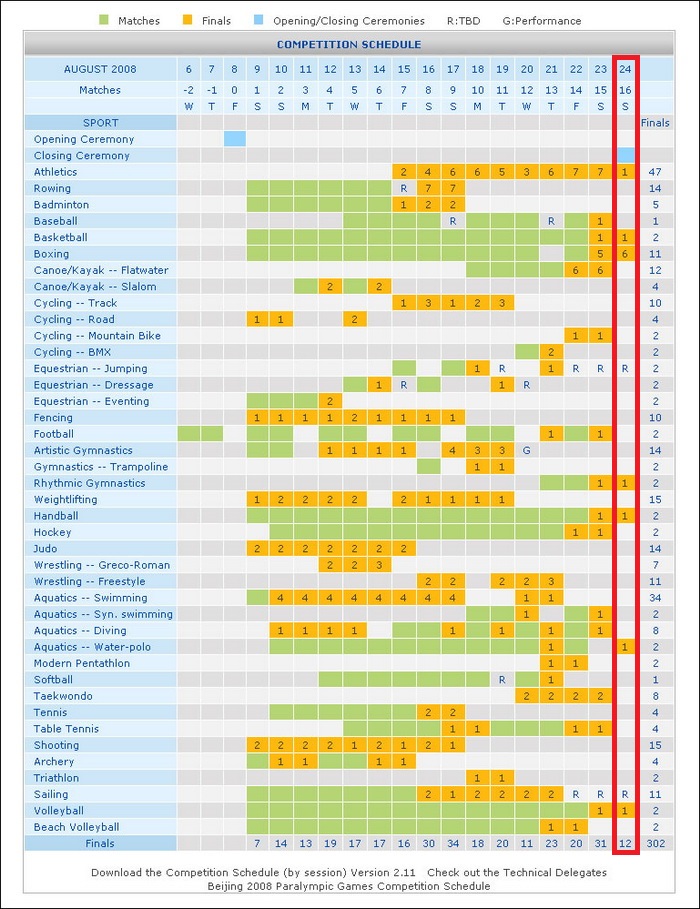 Matches Finals Opening/Closing Ceremonies R:TBD G:Performance
COMPETITION SCHEDULE
AUGUST 2008 6 7 8 9 10 11 12 13 14 15 16 17 18 19 20 21 22 23 24
Matches -2 -1 0 1 2 3 4 5 6 7 8 9 10 11 12 13 14 15 16
W T F S S M T W T F S S M T W T F S S
SPORT Finals
Opening Ceremony
Closing Ceremony
Athletics 2 4 6 6 5 3 6 7 7 1 47
Rowing R 7 7 14
Badminton 1 2 2 5
Baseball R R 1 1
Basketball 1 1 2
Boxing 5 6 11
Canoe/Kayak -- Flatwater 6 6 12
Canoe/Kayak -- Slalom 2 2 4
Cycling -- Track 1 3 1 2 3 10
Cycling -- Road 1 1 2 4
Cycling -- Mountain Bike 1 1 2
Cycling -- BMX 2 2
Equestrian -- Jumping 1 R 1 R R R 2
Equestrian -- Dressage 1 R 1 R 2
Equestrian -- Eventing 2 2
Fencing 1 1 1 1 2 1 1 1 1 10
Football 1 1 2
Artistic Gymnastics 1 1 1 1 4 3 3 G 14
Gymnastics -- Trampoline 1 1 2
Rhythmic Gymnastics 1 1 2
Weightlifting 1 2 2 2 2 2 1 1 1 1 15
Handball 1 1 2
Hockey 1 1 2
Judo 2 2 2 2 2 2 2 14
Wrestling -- Greco-Roman 2 2 3 7
Wrestling -- Freestyle 2 2 2 2 3 11
Aquatics -- Swimming 4 4 4 4 4 4 4 4 1 1 34
Aquatics -- Syn. swimming 1 1 2
Aquatics -- Diving 1 1 1 1 1 1 1 1 8
Aquatics -- Water-polo 1 1 2
Modern Pentathlon 1 1 2
Softball R 1 1
Taekwondo 2 2 2 2 8
Tennis 2 2 4
Table Tennis 1 1 1 1 4
Shooting 2 2 2 2 1 2 1 2 1 15
Archery 1 1 1 1 4
Triathlon 1 1 2
Sailing 2 1 2 2 2 2 R R R 11
Volleyball 1 1 2
Beach Volleyball 1 1 2
Finals 7 14 13 19 17 17 16 30 34 18 20 11 23 20 31 12 302
Download the Competition Schedule (by session) Version 2.11 Check out the Technical Delegates
Beijing 2008 Paralympic Games Competition Schedule